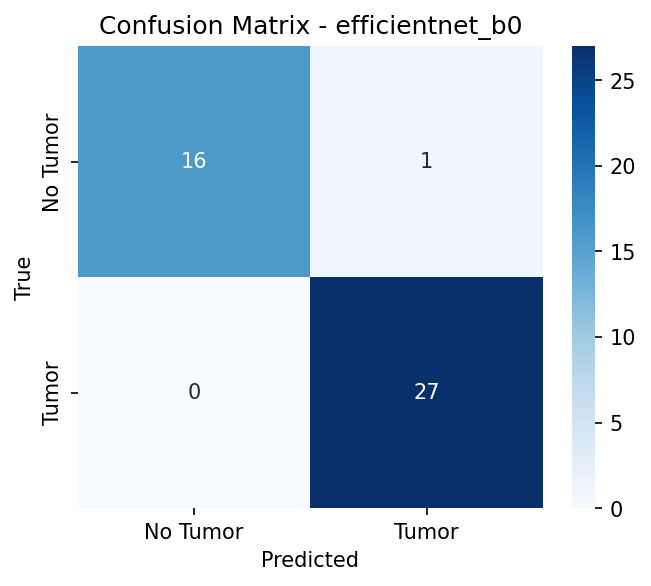 Confusion Matrix - efficientnet_b0
True
No Tumor
Tumor
16
1
0
27
No Tumor
Tumor
Predicted
25
20
15
10
5
0